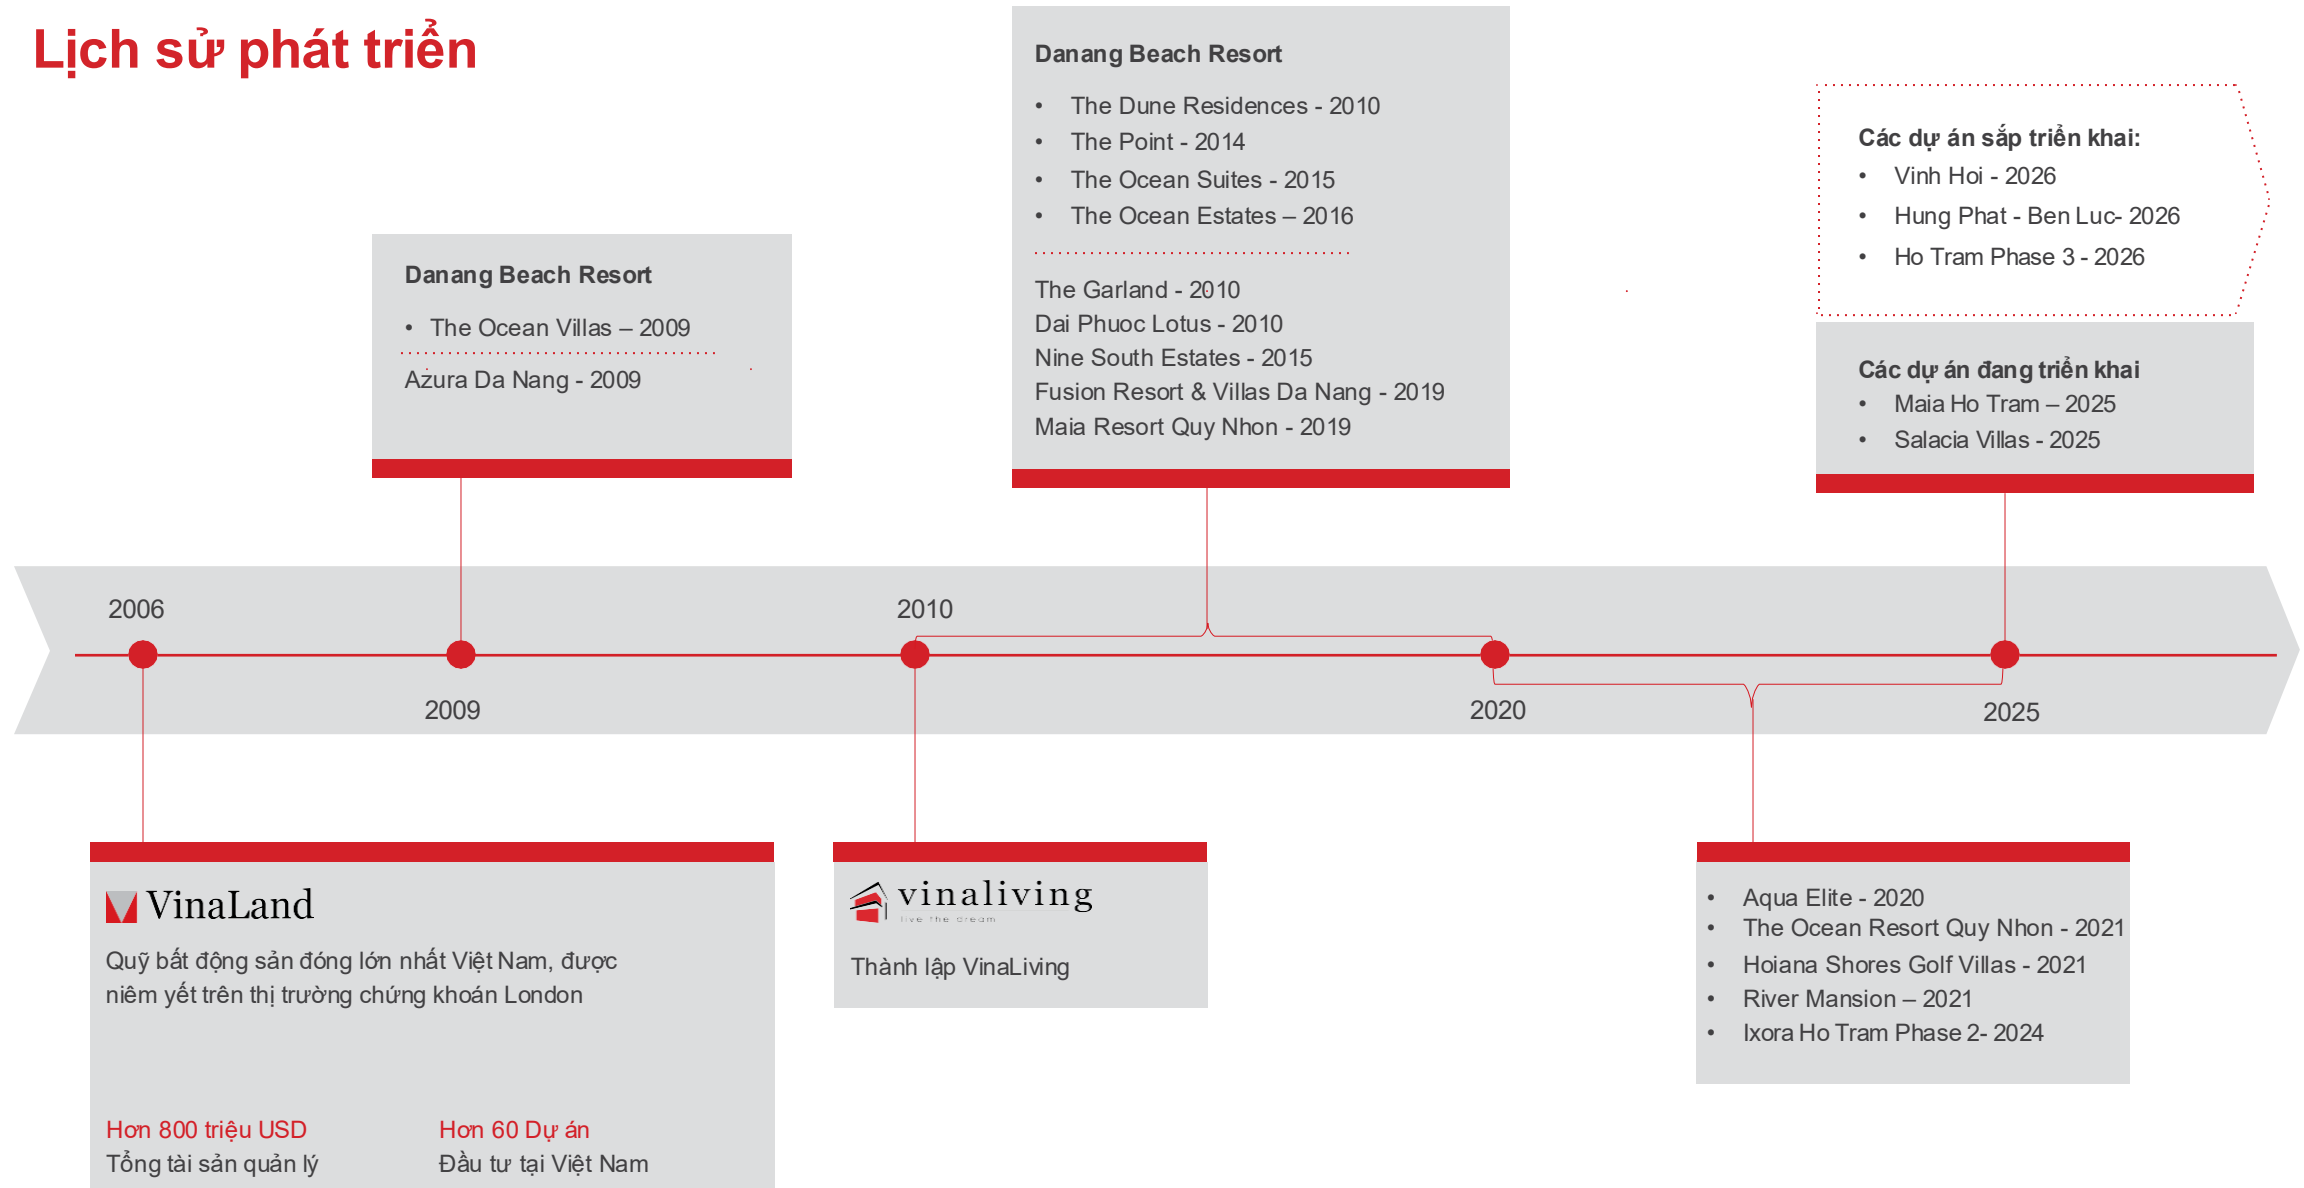 Lịch sử phát triển
Danang Beach Resort
• The Ocean Villas – 2009
Azura Da Nang - 2009
Danang Beach Resort
• The Dune Residences - 2010
• The Point - 2014
• The Ocean Suites - 2015
• The Ocean Estates – 2016
The Garland - 2010
Dai Phuoc Lotus - 2010
Nine South Estates - 2015
Fusion Resort & Villas Da Nang - 2019
Maia Resort Quy Nhon - 2019
Các dự án sắp triển khai:
• Vinh Hoi - 2026
• Hung Phat - Ben Luc- 2026
• Ho Tram Phase 3 - 2026
Các dự án đang triển khai
• Maia Ho Tram – 2025
• Salacia Villas - 2025
2006
2009
2010
2020
2025
VinaLand
Quỹ bất động sản đóng lớn nhất Việt Nam, được
niêm yết trên thị trường chứng khoán London
Hơn 800 triệu USD
Tổng tài sản quản lý
Hơn 60 Dự án
Đầu tư tại Việt Nam
vinaliving
live the dream
Thành lập VinaLiving
• Aqua Elite - 2020
• The Ocean Resort Quy Nhon - 2021
• Hoiana Shores Golf Villas - 2021
• River Mansion – 2021
• Ixora Ho Tram Phase 2- 2024